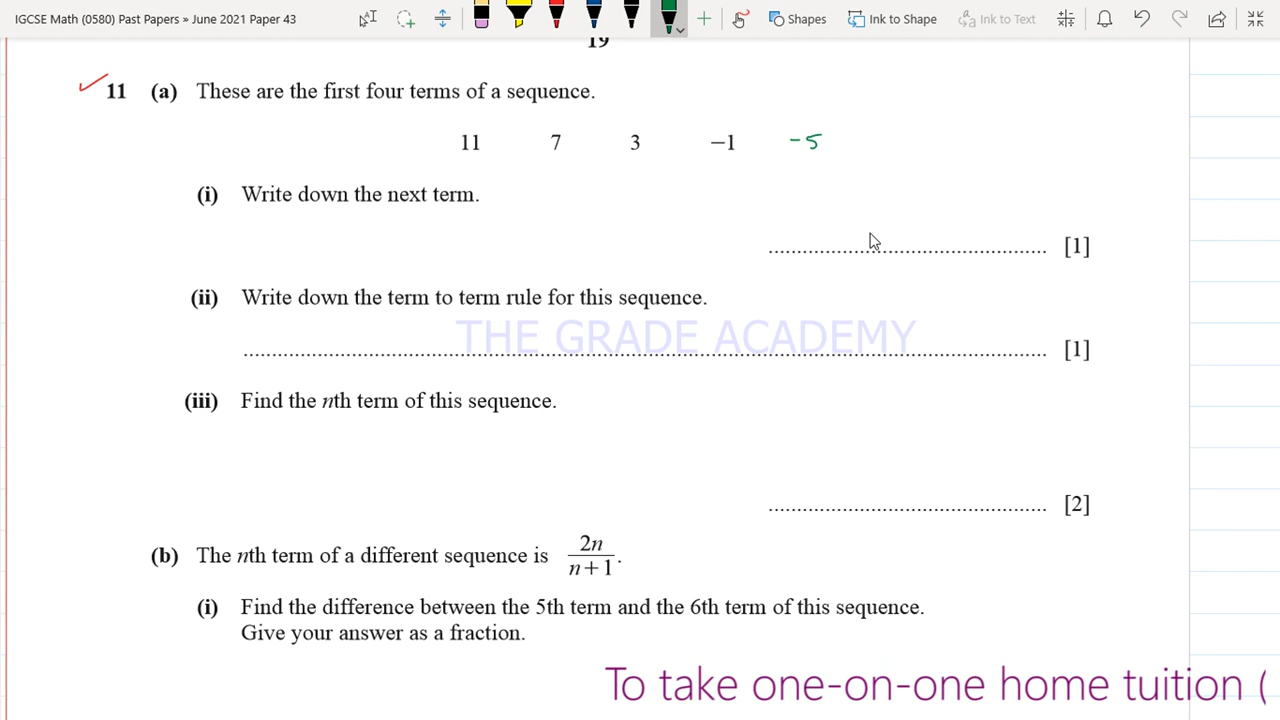 IGCSE Math (0580) Past Papers » June 2021 Paper 43
Shapes
Ink to Shape
Ink to Text
19
11 (a) These are the first four terms of a sequence.
11 7 3 −1 -5
(i) Write down the next term.
.................................................. [1]
(ii) Write down the term to term rule for this sequence.
THE GRADE ACADEMY
.................................................. [1]
(iii) Find the nth term of this sequence.
.................................................. [2]
(b) The nth term of a different sequence is 2n/n+1.
(i) Find the difference between the 5th term and the 6th term of this sequence.
Give your answer as a fraction.
To take one-on-one home tuition (